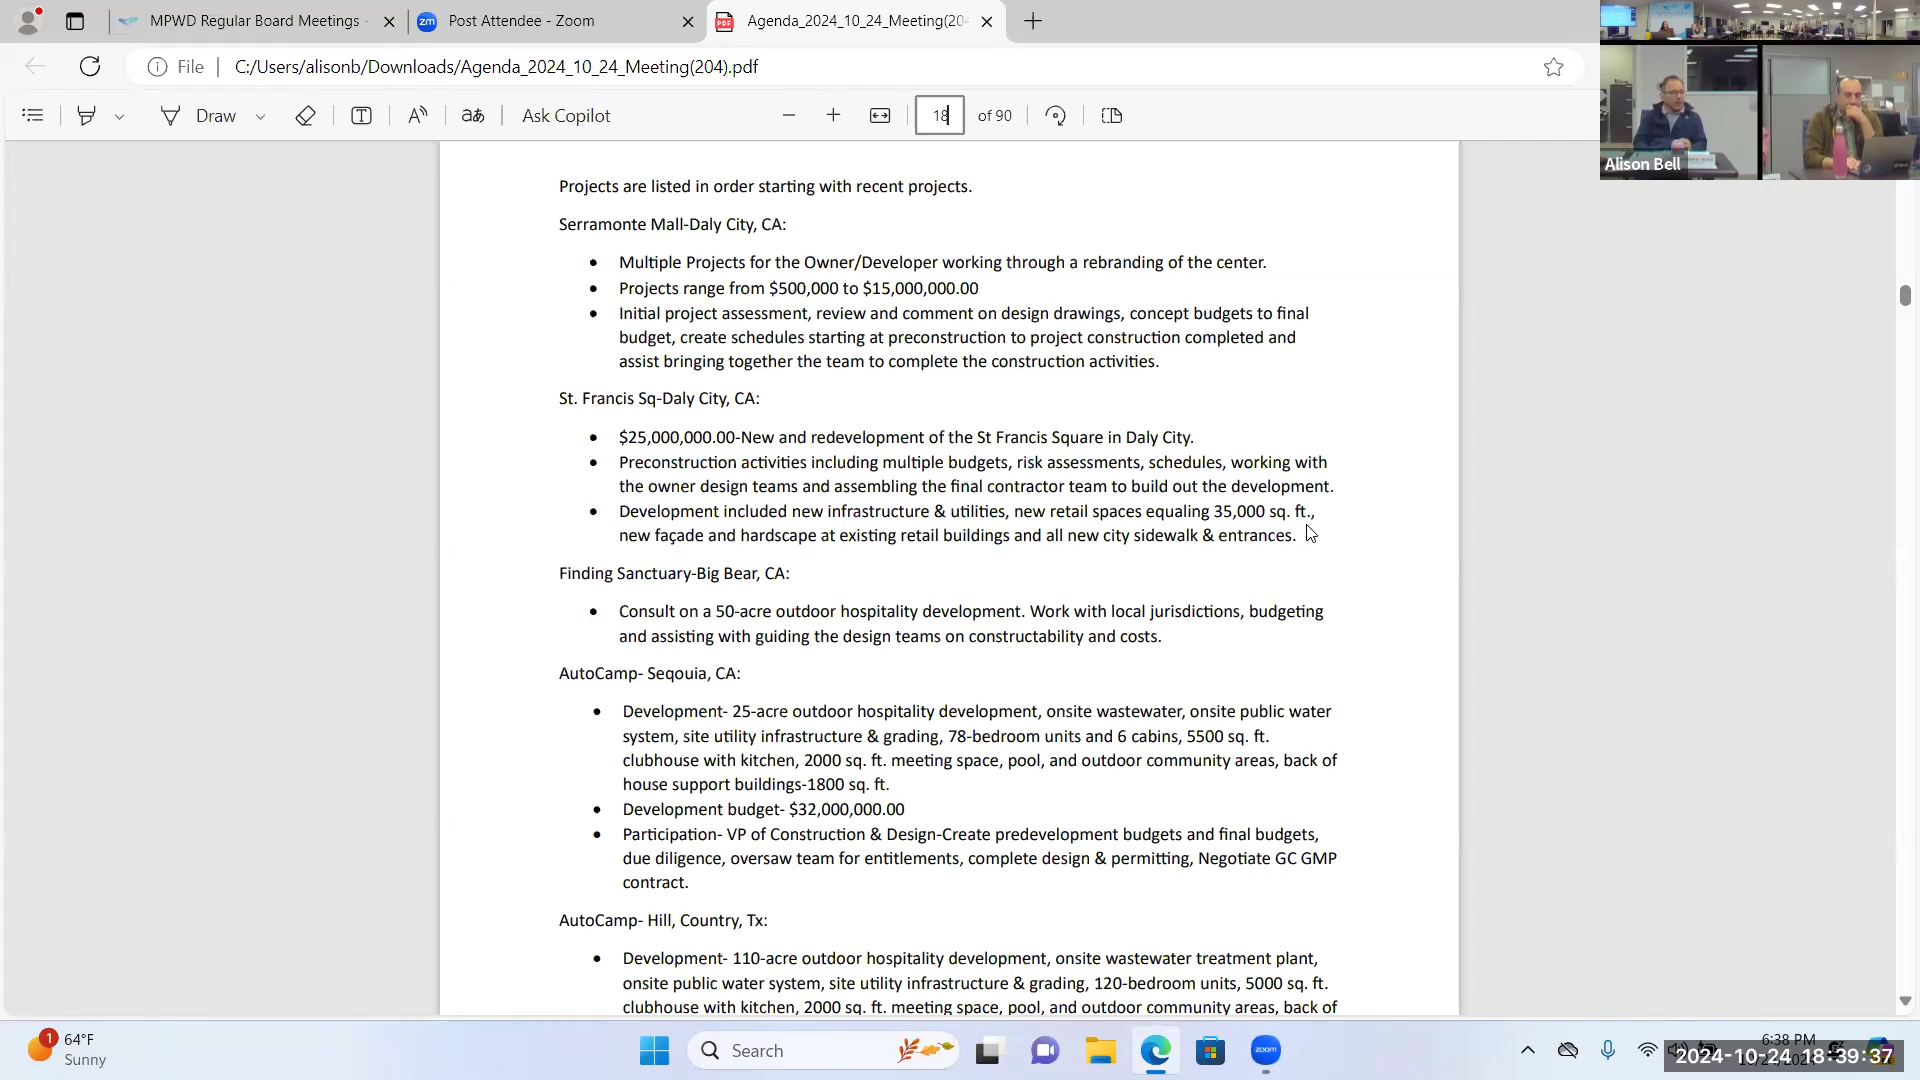 MPWD Regular Board Meetings -
Post Attendee - Zoom
Agenda_2024_10_24_Meeting(204
File
C:/Users/alisonb/Downloads/Agenda_2024_10_24_Meeting(204).pdf
Draw
Ask Copilot
18 of 90
Alison Bell
Projects are listed in order starting with recent projects.
Serramonte Mall-Daly City, CA:
• Multiple Projects for the Owner/Developer working through a rebranding of the center.
• Projects range from $500,000 to $15,000,000.00
• Initial project assessment, review and comment on design drawings, concept budgets to final
budget, create schedules starting at preconstruction to project construction completed and
assist bringing together the team to complete the construction activities.
St. Francis Sq-Daly City, CA:
• $25,000,000.00-New and redevelopment of the St Francis Square in Daly City.
• Preconstruction activities including multiple budgets, risk assessments, schedules, working with
the owner design teams and assembling the final contractor team to build out the development.
• Development included new infrastructure & utilities, new retail spaces equaling 35,000 sq. ft.,
new façade and hardscape at existing retail buildings and all new city sidewalk & entrances.
Finding Sanctuary-Big Bear, CA:
• Consult on a 50-acre outdoor hospitality development. Work with local jurisdictions, budgeting
and assisting with guiding the design teams on constructability and costs.
AutoCamp- Seqouia, CA:
• Development- 25-acre outdoor hospitality development, onsite wastewater, onsite public water
system, site utility infrastructure & grading, 78-bedroom units and 6 cabins, 5500 sq. ft.
clubhouse with kitchen, 2000 sq. ft. meeting space, pool, and outdoor community areas, back of
house support buildings-1800 sq. ft.
• Development budget- $32,000,000.00
• Participation- VP of Construction & Design-Create predevelopment budgets and final budgets,
due diligence, oversaw team for entitlements, complete design & permitting, Negotiate GC GMP
contract.
AutoCamp- Hill, Country, Tx:
• Development- 110-acre outdoor hospitality development, onsite wastewater treatment plant,
onsite public water system, site utility infrastructure & grading, 120-bedroom units, 5000 sq. ft.
clubhouse with kitchen, 2000 sq. ft. meeting space, pool, and outdoor community areas, back of
1
64°F
Sunny
Search
zoom
6:38 PM
2024-10-24 18:39:37